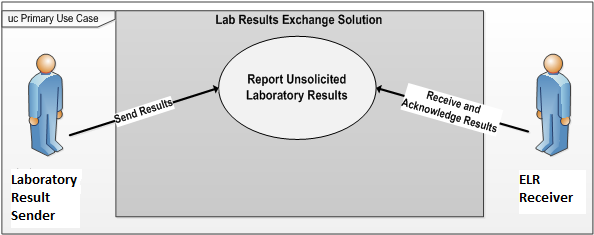 uc Primary Use Case
Lab Results Exchange Solution
Report Unsolicited
Laboratory Results
Send Results
Receive and
Acknowledge Results
Laboratory
Result
Sender
ELR
Receiver